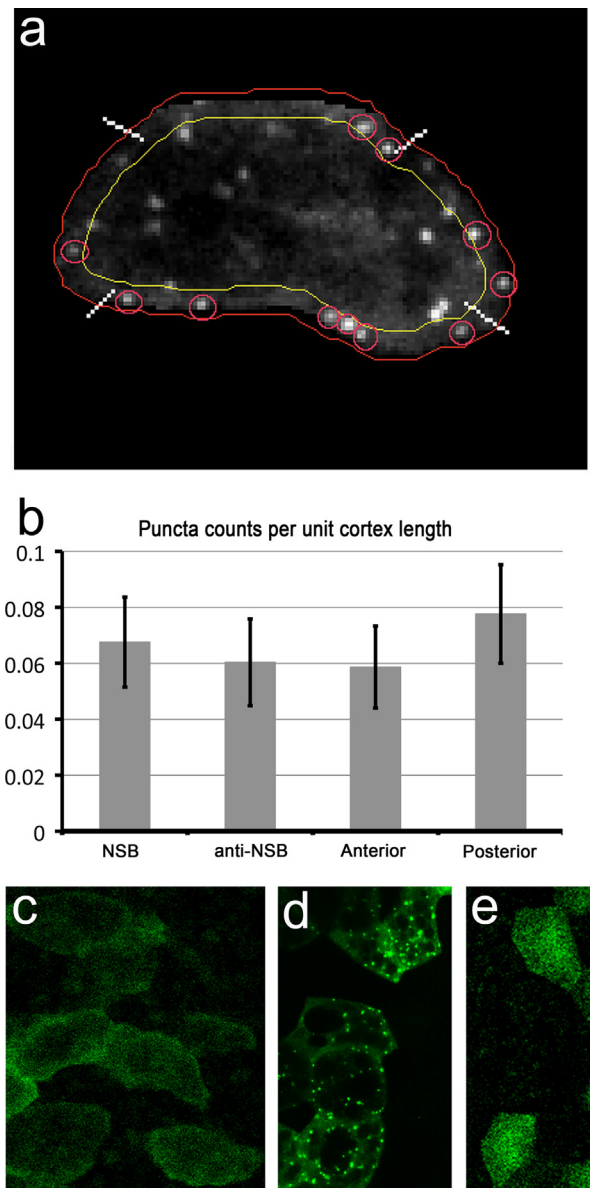 a
b
Puncta counts per unit cortex length
0.1
0.08
0.06
0.04
0.02
0
NSB anti-NSB Anterior Posterior
c d e